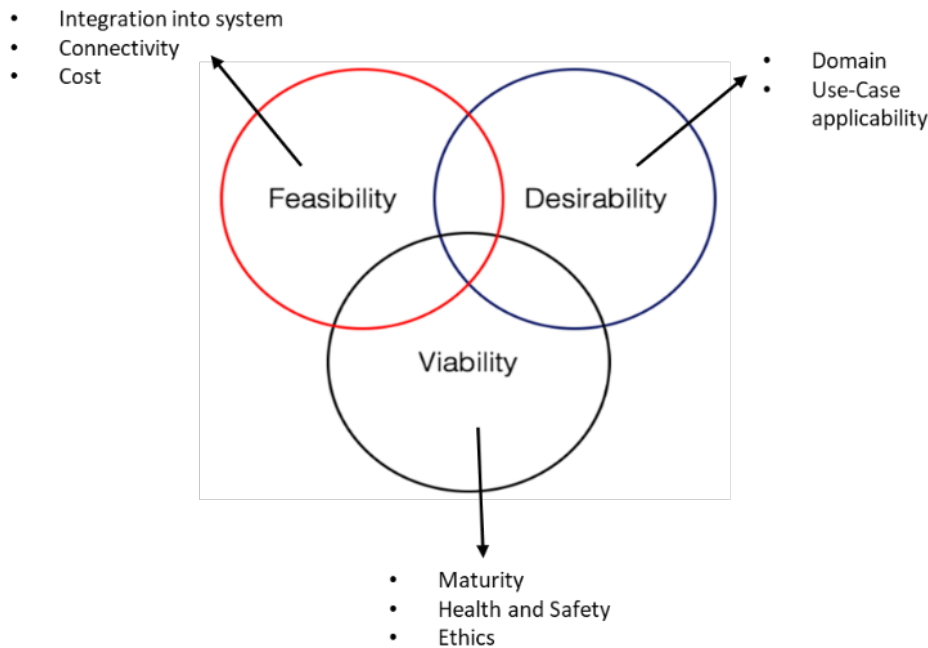 • Integration into system
• Connectivity
• Cost
• Domain
• Use-Case
applicability
Feasibility
Desirability
Viability
• Maturity
• Health and Safety
• Ethics